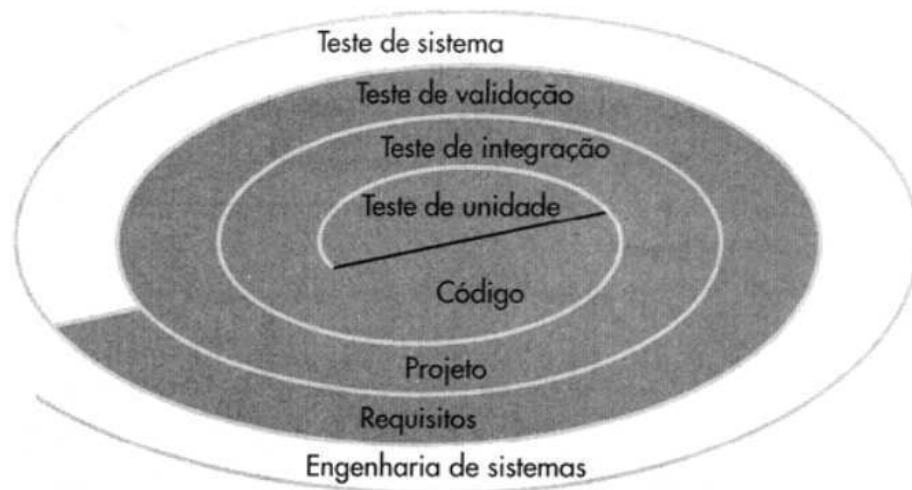 Teste de sistema
Teste de validação
Teste de integração
Teste de unidade
Código
Projeto
Requisitos
Engenharia de sistemas